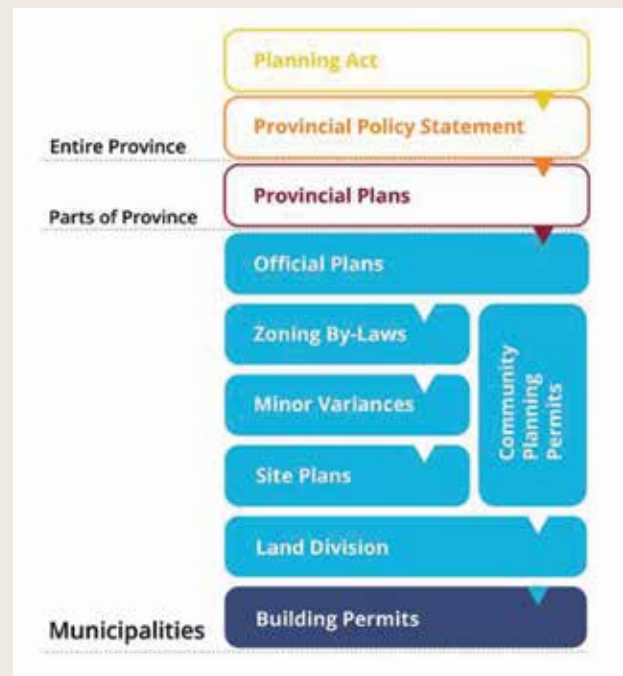 Planning Act
Provincial Policy Statement
Entire Province
Provincial Plans
Parts of Province
Official Plans
Zoning By-Laws
Minor Variances
Site Plans
Community
Planning
Permits
Land Division
Building Permits
Municipalities